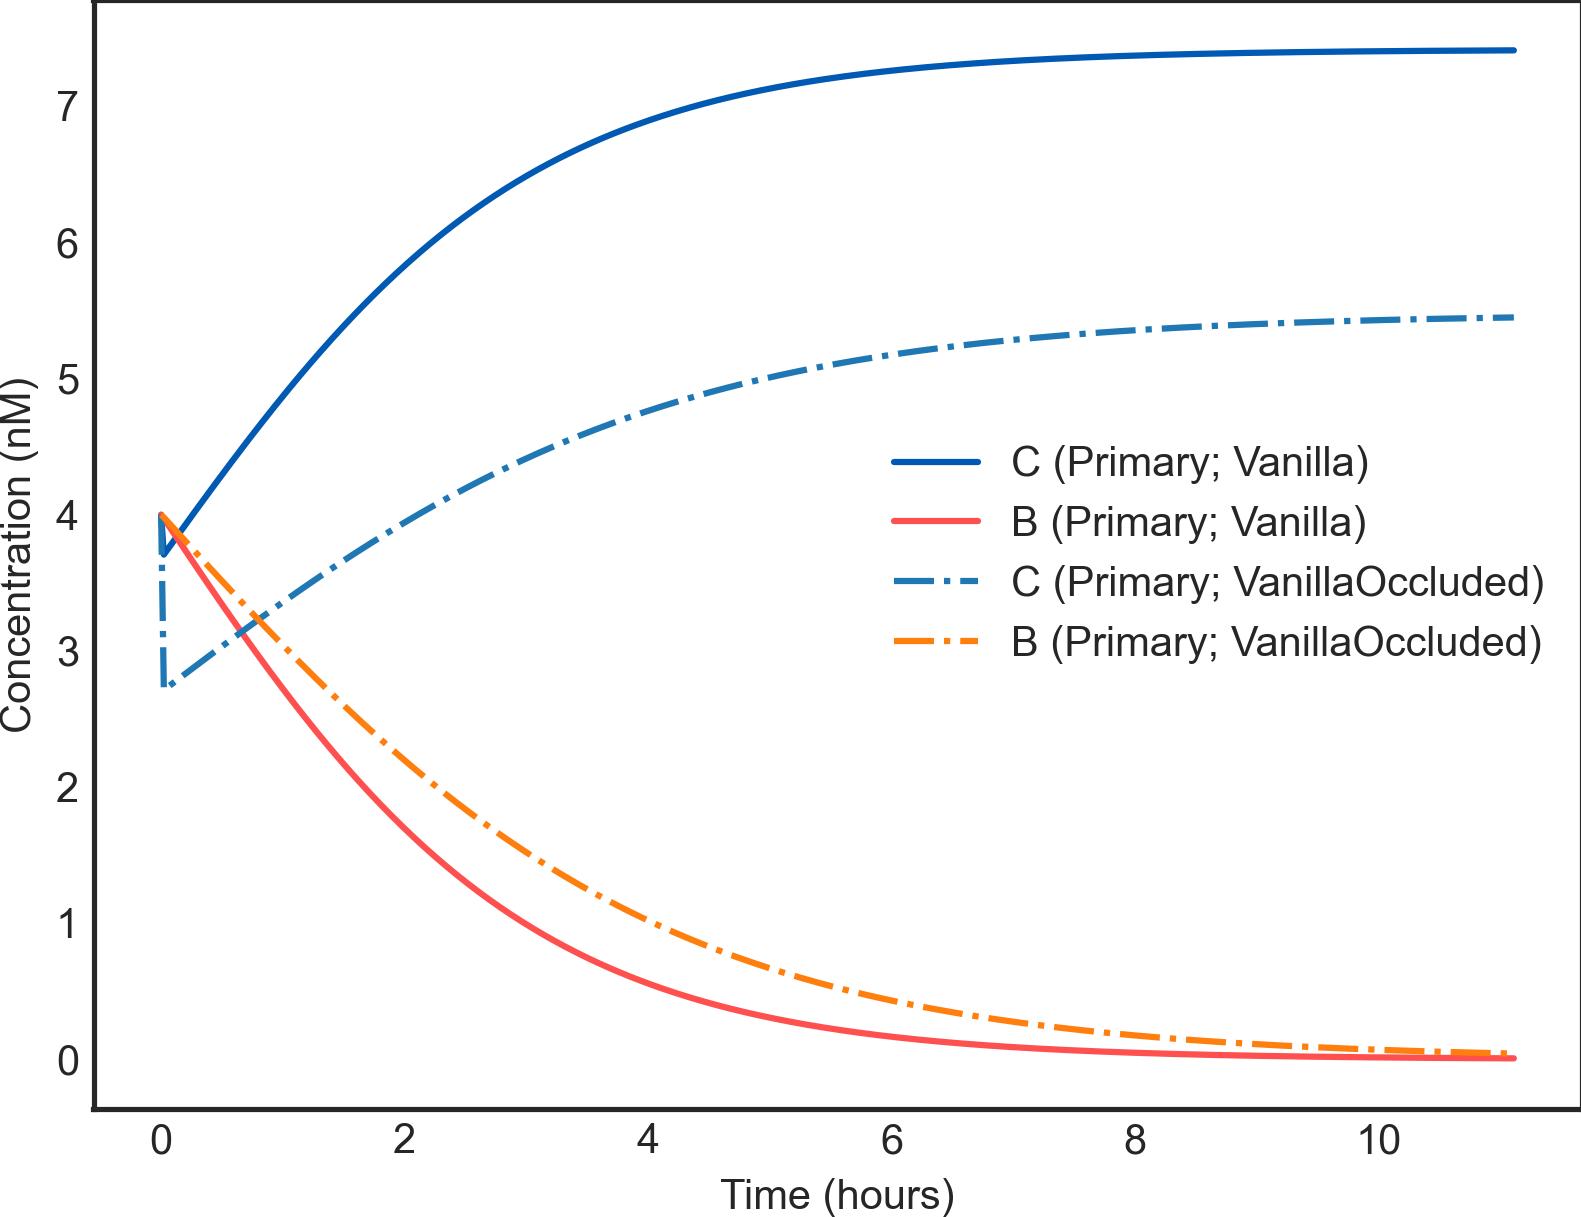 Concentration (nM)
7
6
5
4
3
2
1
0
C (Primary; Vanilla)
B (Primary; Vanilla)
C (Primary; VanillaOccluded)
B (Primary; VanillaOccluded)
0 2 4 6 8 10
Time (hours)